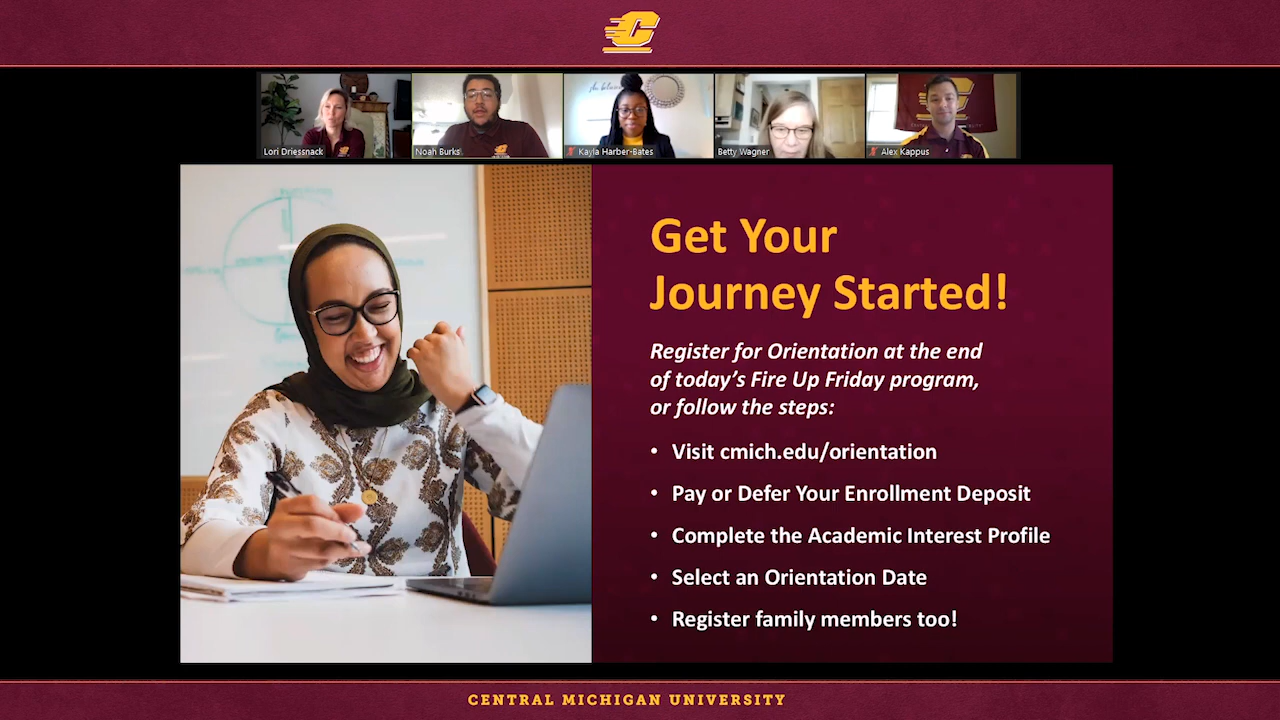 Lori Driessnack
Noah Burks
Kayla Harber-Bates
Betty Wagner
Alex Kappus
Get Your
Journey Started!
Register for Orientation at the end
of today’s Fire Up Friday program,
or follow the steps:
• Visit cmich.edu/orientation
• Pay or Defer Your Enrollment Deposit
• Complete the Academic Interest Profile
• Select an Orientation Date
• Register family members too!
CENTRAL MICHIGAN UNIVERSITY